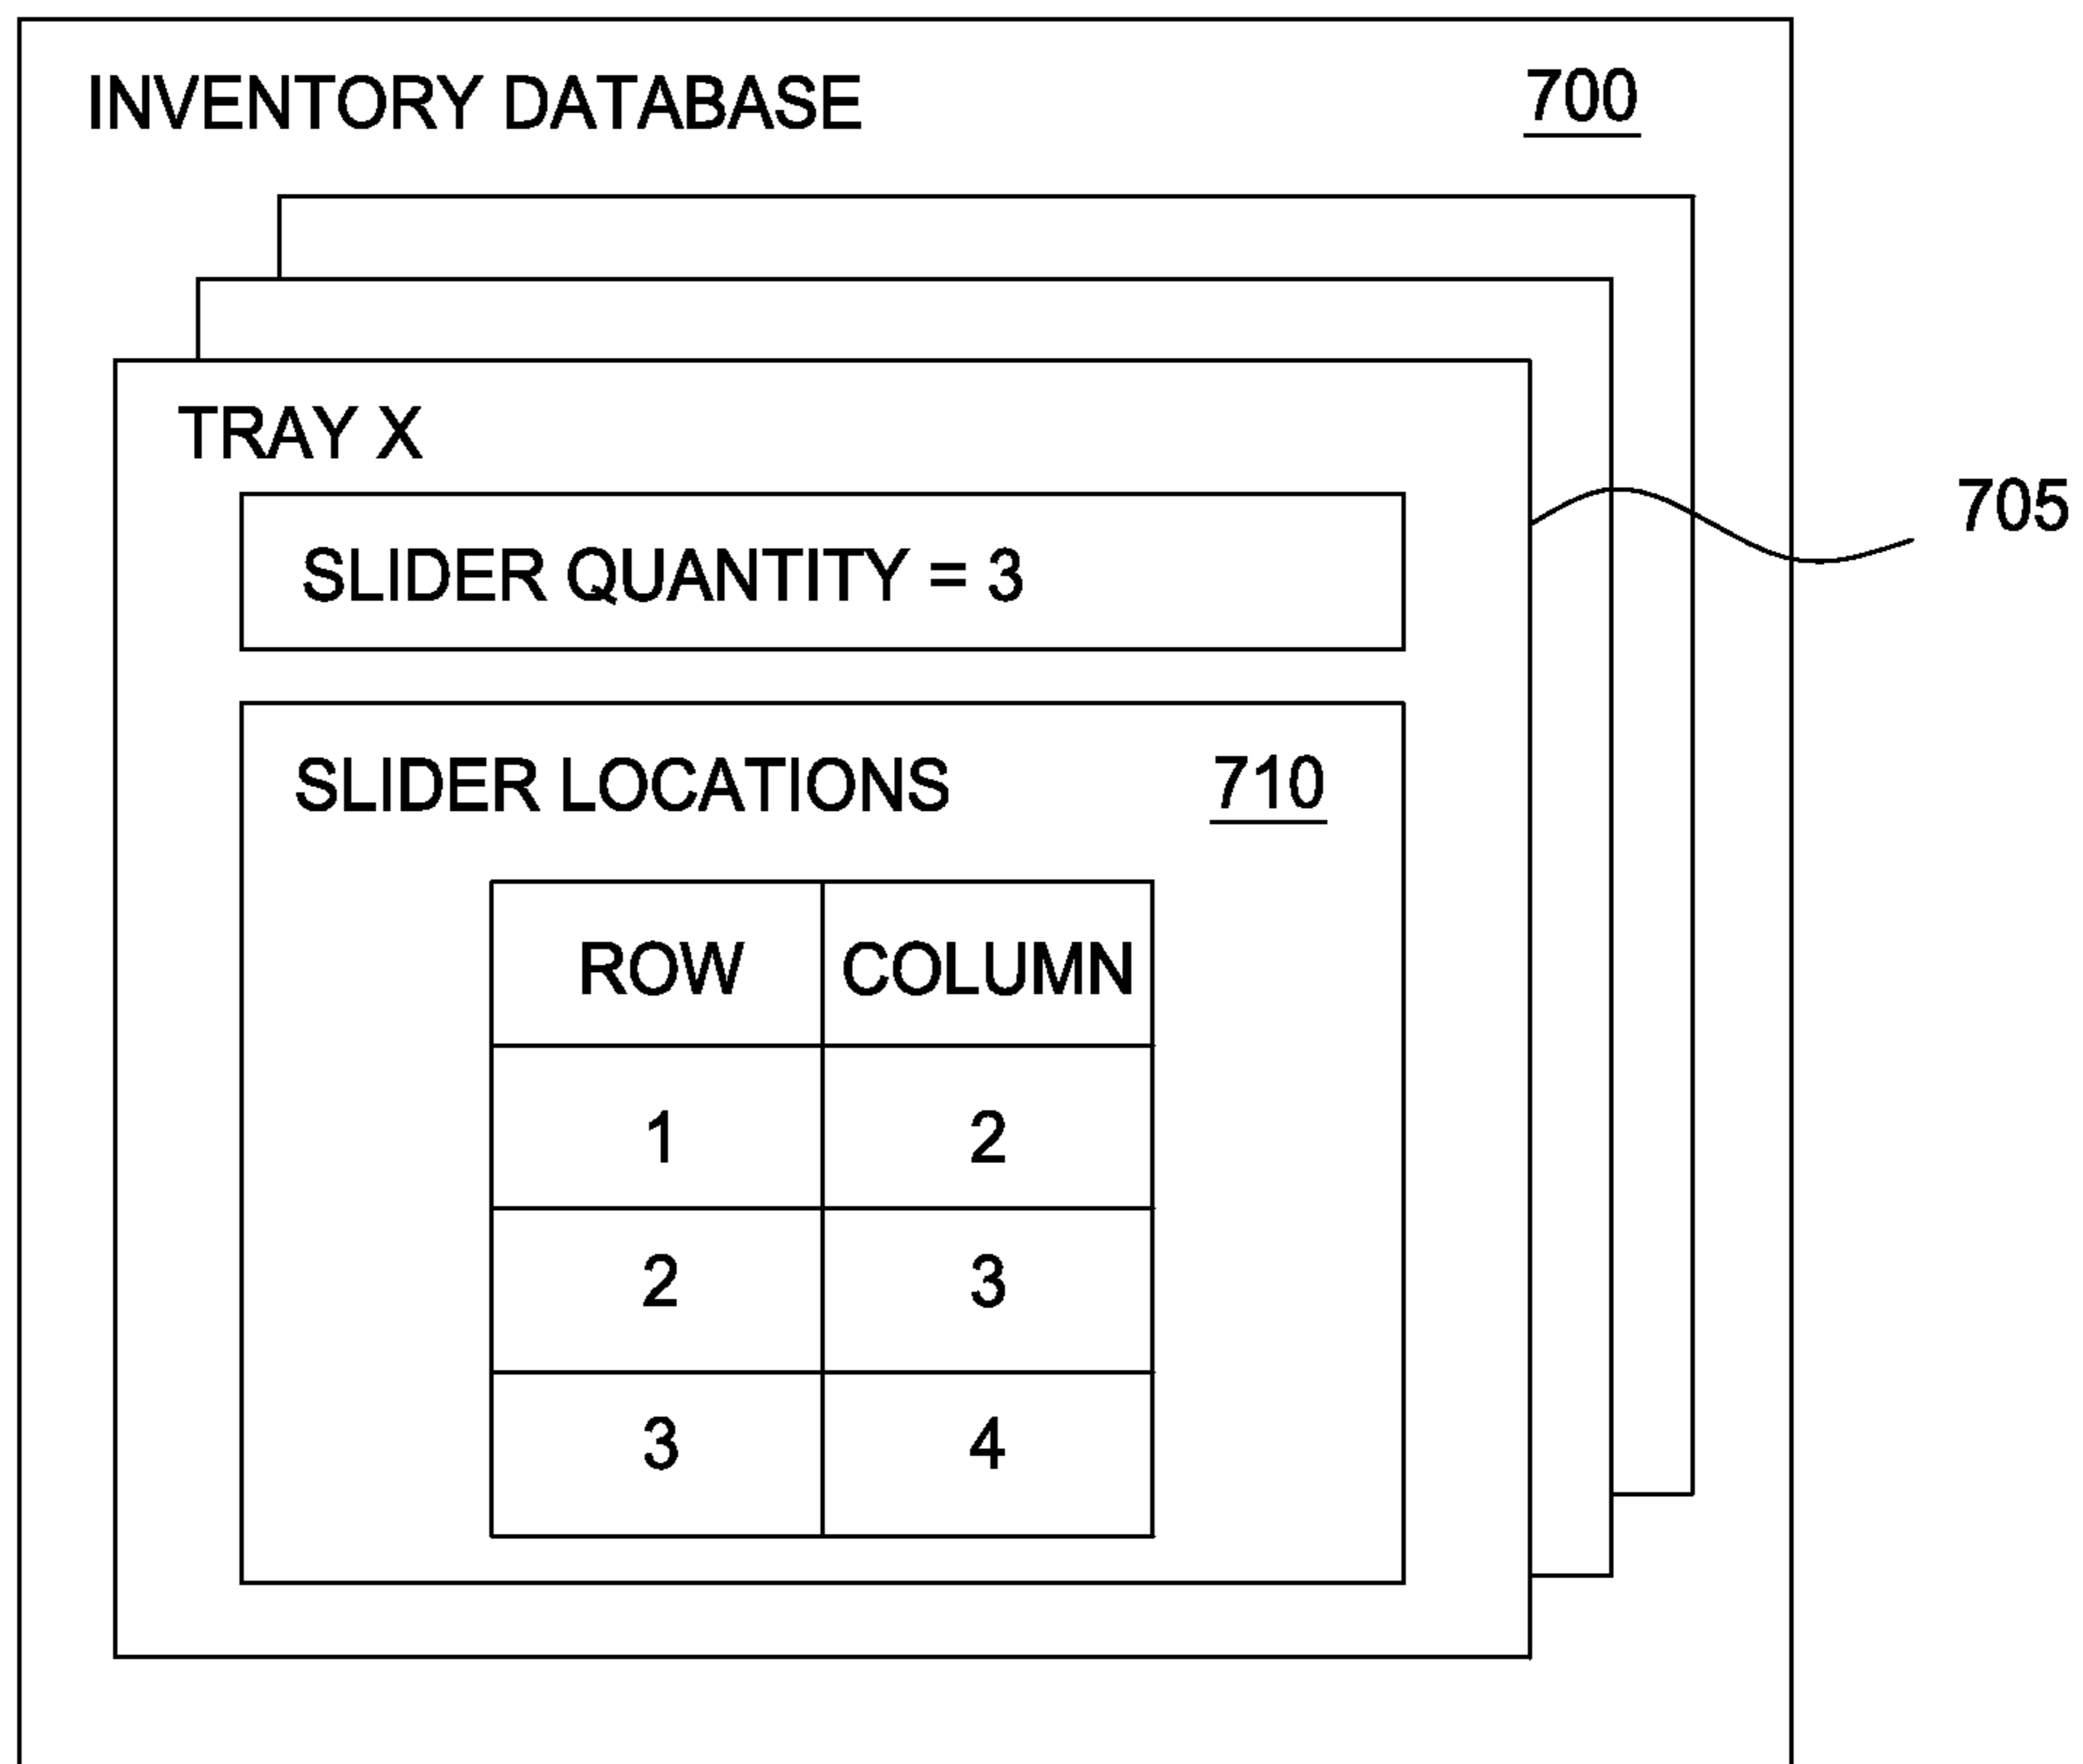 INVENTORY DATABASE 700
TRAY X
SLIDER QUANTITY = 3
705
SLIDER LOCATIONS 710
ROW COLUMN
1 2
2 3
3 4